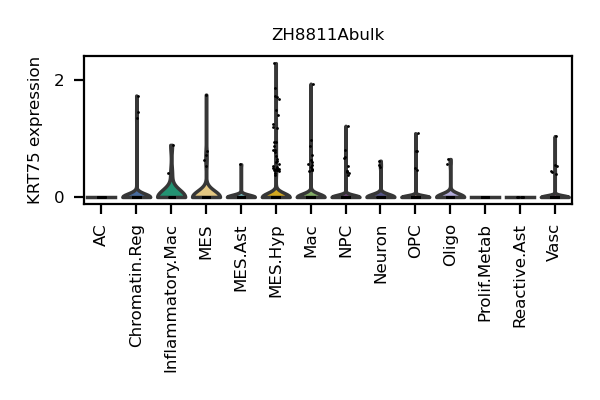 ZH8811Abulk
KRT75 expression
2
0
AC
Chromatin.Reg
Inflammatory.Mac
MES
MES.Ast
MES.Hyp
Mac
NPC
Neuron
OPC
Oligo
Prolif.Metab
Reactive.Ast
Vasc